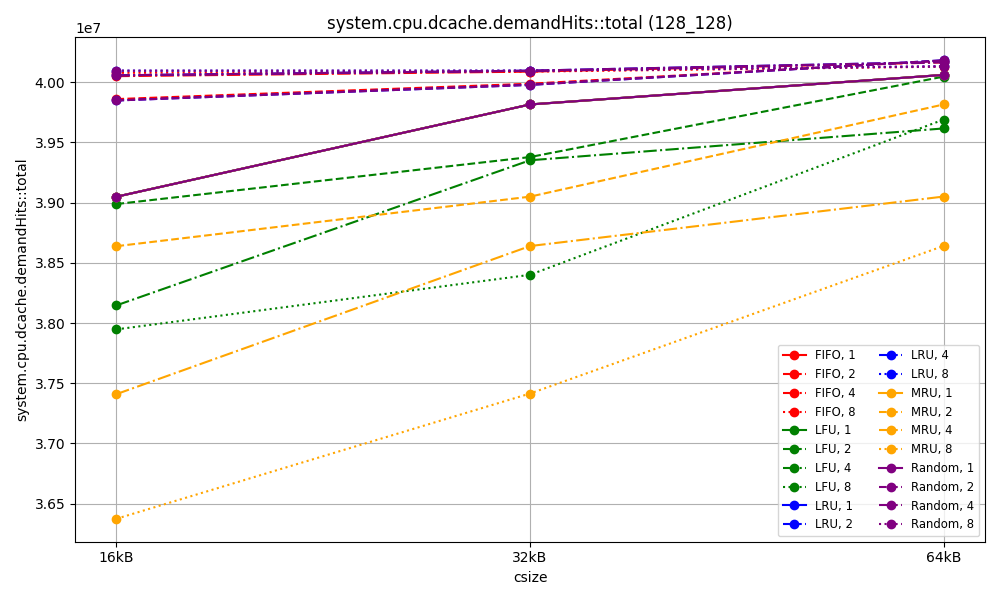 system.cpu.dcache.demandHits::total (128_128)
1e7
4.00
3.95
3.90
3.85
3.80
3.75
3.70
3.65
system.cpu.dcache.demandHits::total
16kB
32kB
64kB
csize
FIFO, 1
FIFO, 2
FIFO, 4
FIFO, 8
LFU, 1
LFU, 2
LFU, 4
LFU, 8
LRU, 1
LRU, 2
LRU, 4
LRU, 8
MRU, 1
MRU, 2
MRU, 4
MRU, 8
Random, 1
Random, 2
Random, 4
Random, 8